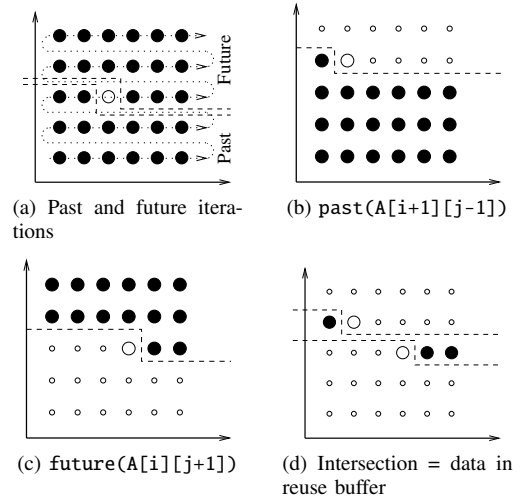 Future
Past
(a) Past and future itera-
tions
(b) past(A[i+1][j-1])
(c) future(A[i][j+1])
(d) Intersection = data in
reuse buffer